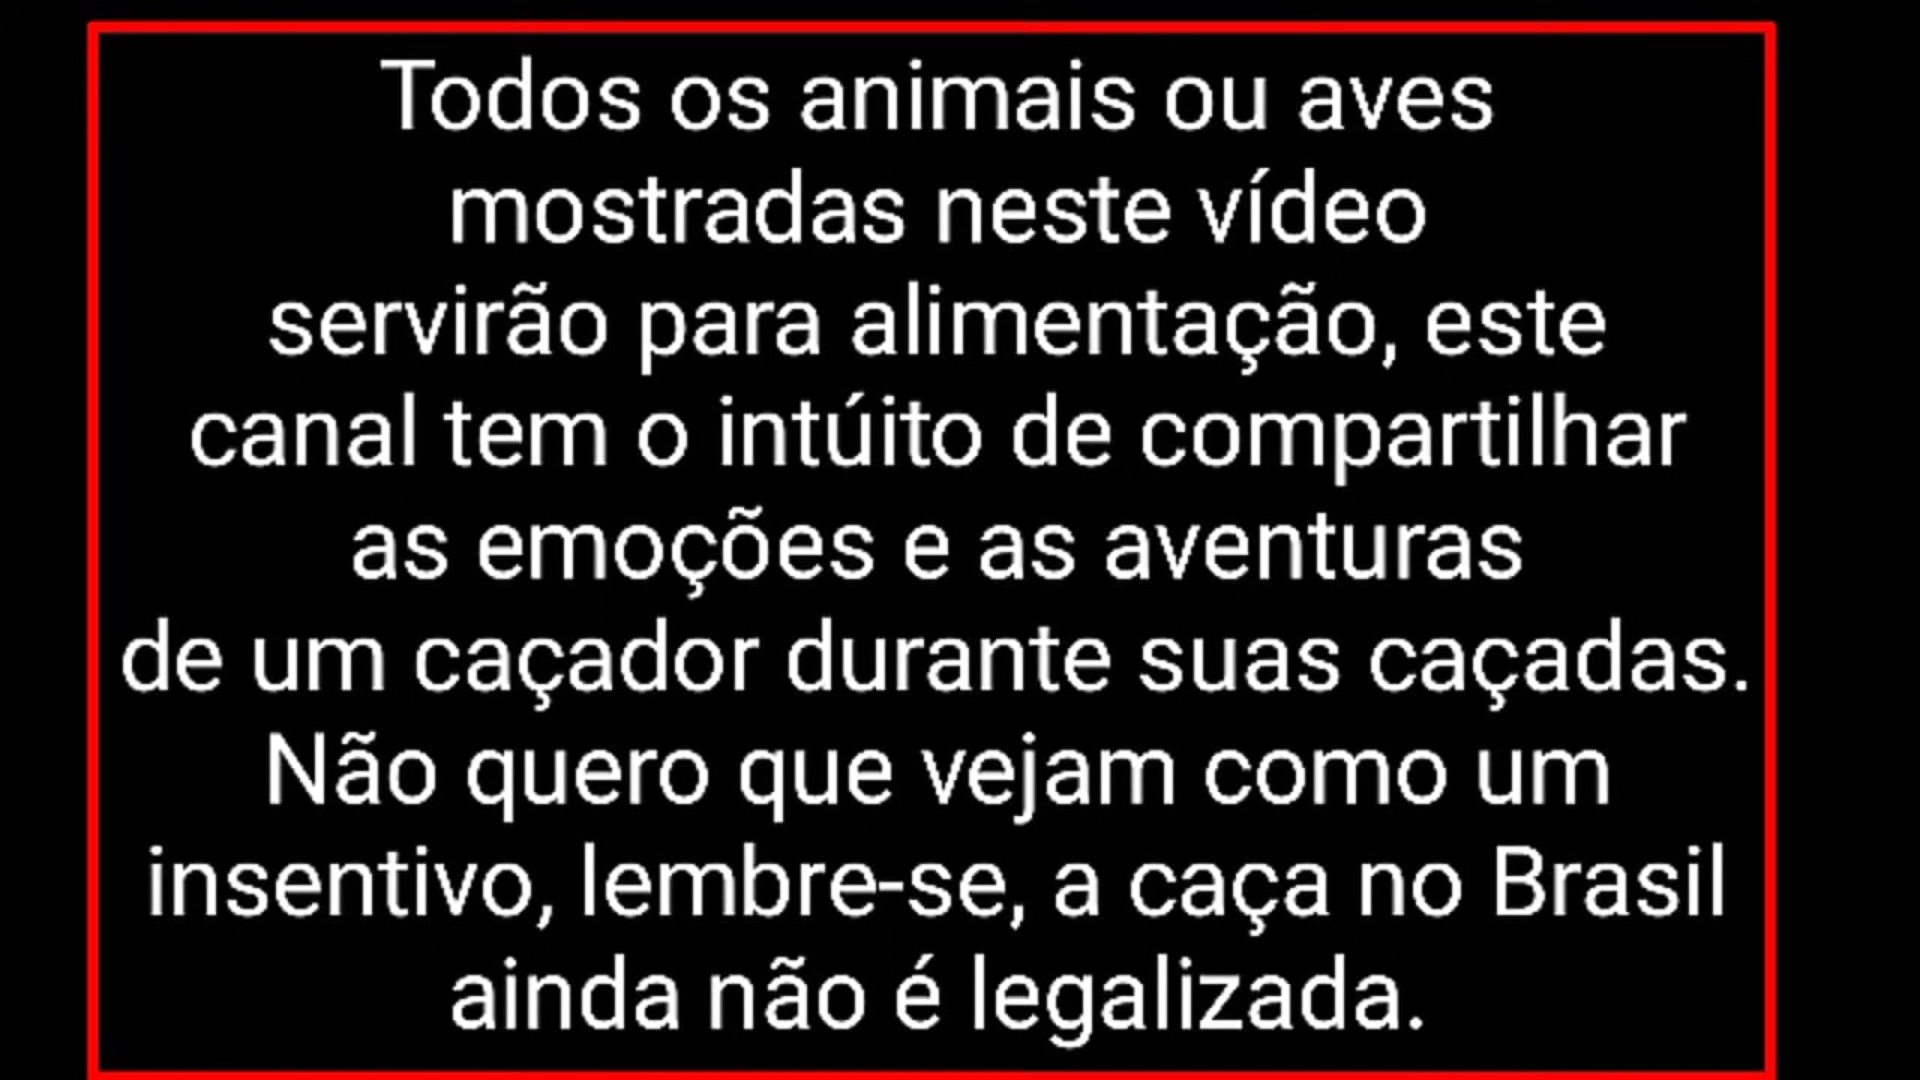 Todos os animais ou aves
mostradas neste vídeo
servirão para alimentação, este
canal tem o intúito de compartilhar
as emoções e as aventuras
de um caçador durante suas caçadas.
Não quero que vejam como um
insentivo, lembre-se, a caça no Brasil
ainda não é legalizada.